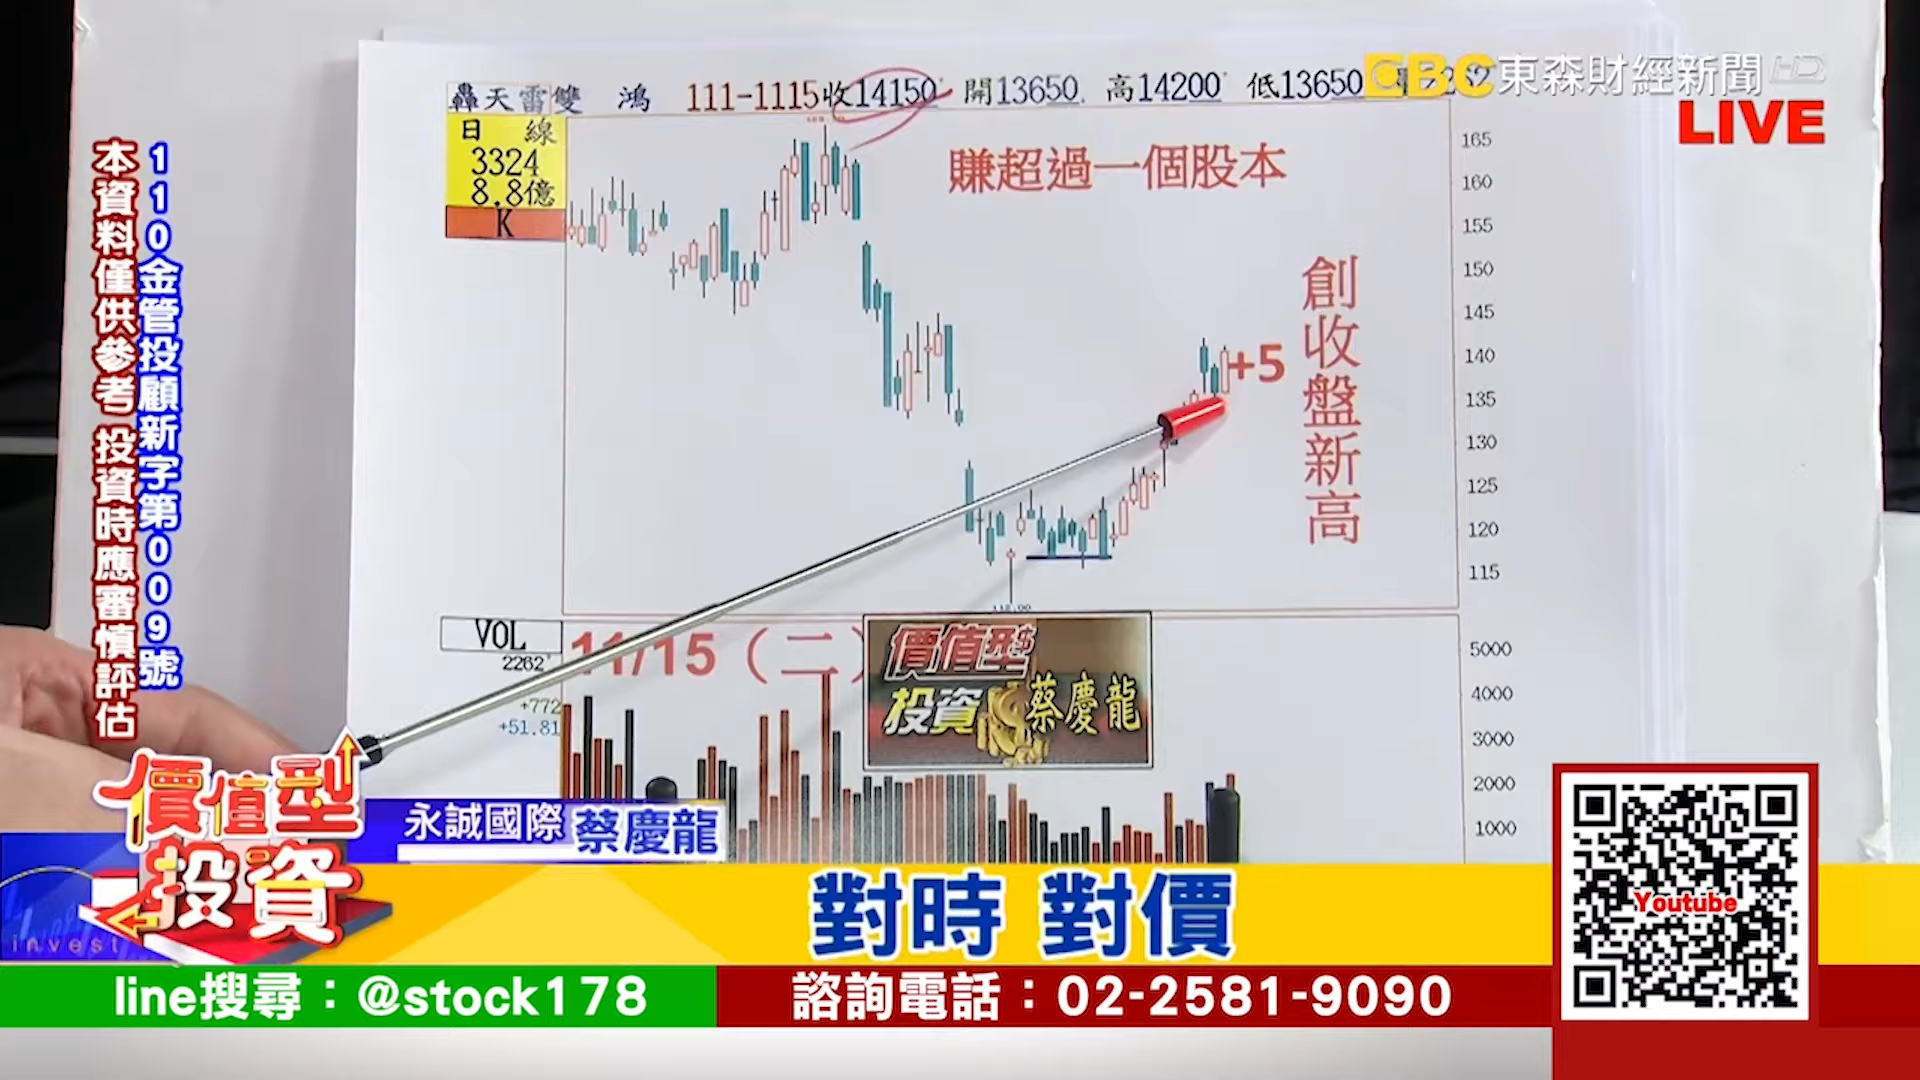 轟天雷雙 鴻 111-1115收14150 開13650 高14200 低13650
EBC東森財經新聞HD
LIVE
日 線
3324
8.8億
K
賺超過一個股本
創收盤新高
+5
165
160
155
150
145
140
135
130
125
120
115
VOL
2262
+772
+51.81
11/15(二)
5000
4000
3000
2000
1000
價值型
投資
蔡慶龍
110金管投顧新字第009號
本資料僅供參考 投資時應審慎評估
價值型
投資
invest
永誠國際 蔡慶龍
對時 對價
line搜尋:@stock178
諮詢電話:02-2581-9090
Youtube